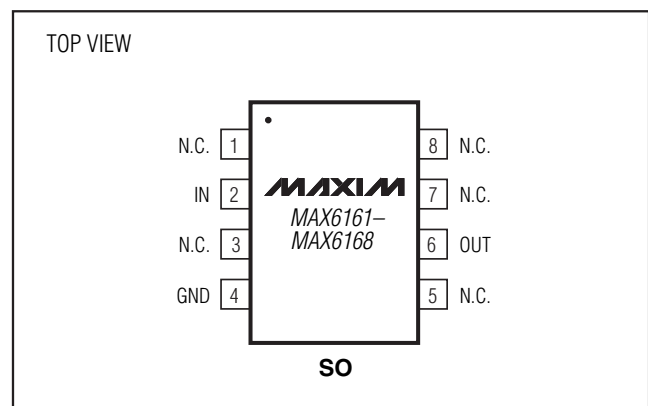 TOP VIEW
N.C. 1
8 N.C.
IN 2
MAXIM
7 N.C.
MAX6161–
MAX6168
N.C. 3
6 OUT
GND 4
5 N.C.
SO